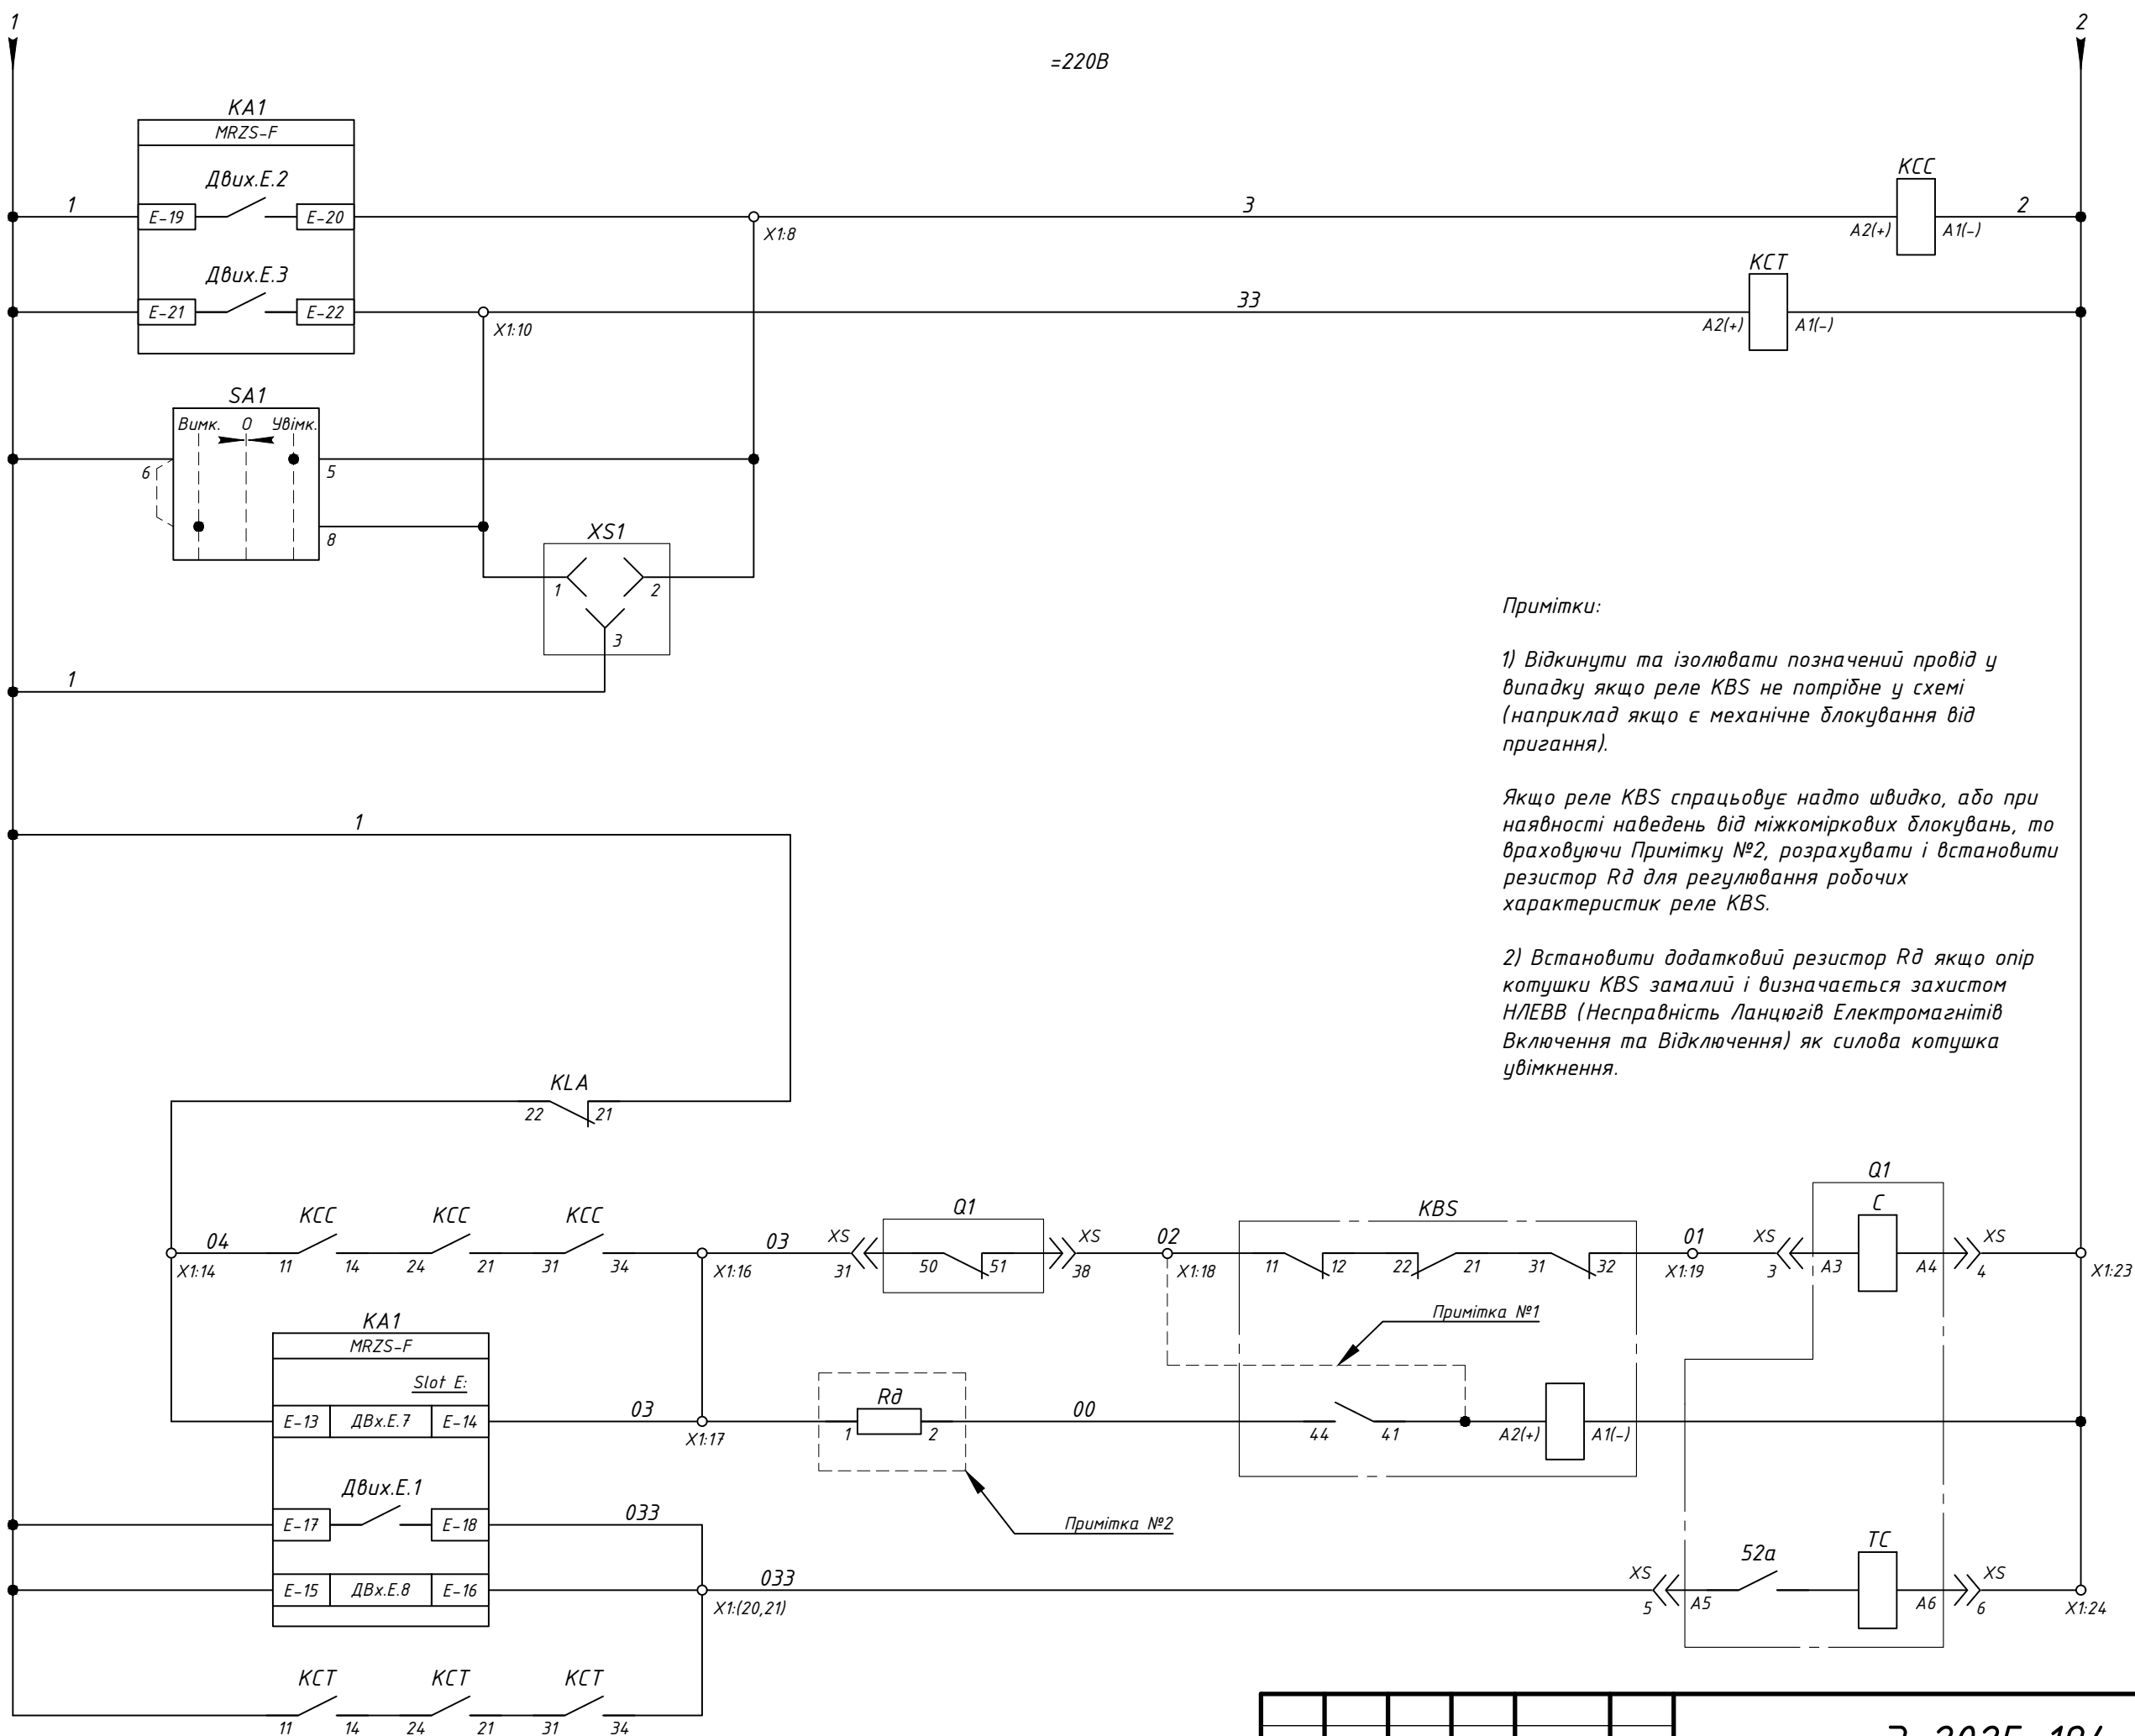 1
2
=220В
KA1
MRZS-F
Двих.Е.2
1
E-19
E-20
X1:8
3
KCC
A2(+)
A1(-)
2
Двих.Е.3
E-21
E-22
X1:10
33
KCT
A2(+)
A1(-)
SA1
Вимк. 0 Увімк.
6
5
8
XS1
1
2
3
1
Примітки:
1) Відкинути та ізолювати позначений провід у
випадку якщо реле KBS не потрібне у схемі
(наприклад якщо є механічне блокування від
пригання).
Якщо реле KBS спрацьовує надто швидко, або при
наявності наведень від міжкоміркових блокувань, то
враховуючи Примітку №2, розрахувати і встановити
резистор Rд для регулювання робочих
характеристик реле KBS.
2) Встановити додатковий резистор Rд якщо опір
котушки KBS замалий і визначається захистом
НЛЕВВ (Несправність Ланцюгів Електромагнітів
Включення та Відключення) як силова котушка
увімкнення.
1
KLA
22
21
04
X1:14
KCC
11
14
KCC
24
21
KCC
31
34
X1:16
03
XS
31
Q1
50
51
XS
38
02
X1:18
KBS
11
12
22
21
31
32
01
X1:19
XS
3
Q1
C
A3
A4
XS
4
X1:23
Примітка №1
KA1
MRZS-F
Slot E:
E-13
ДВх.Е.7
E-14
03
X1:17
Rд
1
2
00
44
41
A2(+)
A1(-)
Примітка №2
Двих.Е.1
E-17
E-18
033
E-15
ДВх.Е.8
E-16
033
X1:(20,21)
XS
5
A5
52a
TC
A6
XS
6
X1:24
KCT
11
14
KCT
24
21
KCT
31
34